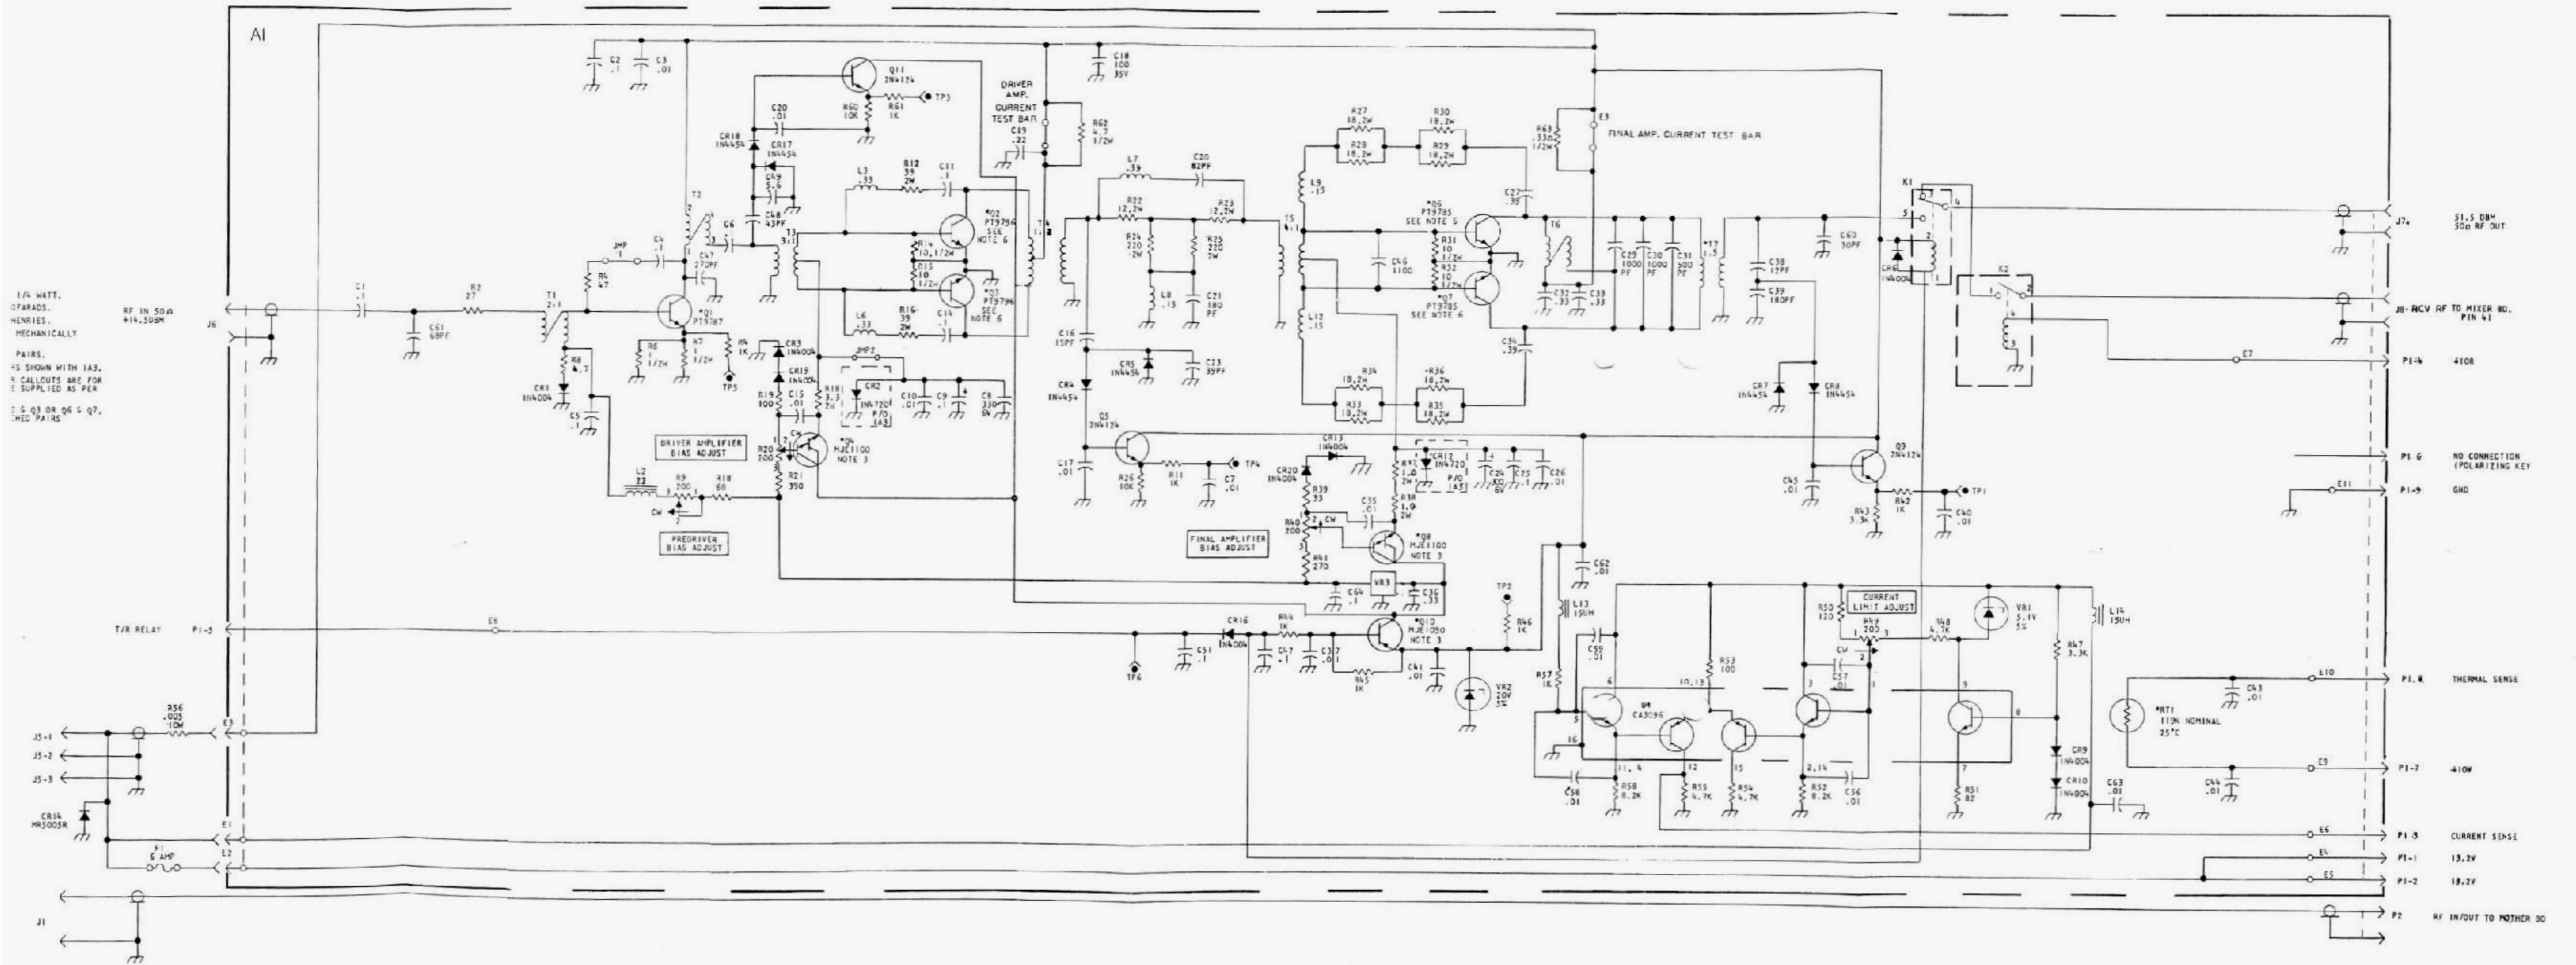 A1
1/4 WATT.
OFARADS.
HENRIES.
MECHANICALLY
PAIRS.
AS SHOWN WITH 1A3.
R CALLOUTS ARE FOR
E SUPPLIED AS PER
2 & Q3 OR Q6 & Q7.
CHED PAIRS
RF IN 50Ω
+14.5DBM
J6
C1
.1
C61
68PF
R2
27
T1
2:1
R8
4.7
CR1
1N4004
C5
.1
JMP
1
C4
.1
R4
47
C2
.1
C3
.01
T2
C6
.1
C47
270PF
*Q1
PT9787
R6
1
1/2W
R7
1
1/2W
R4
1K
TP5
L2
22
R9
200
CW
R18
68
DRIVER AMPLIFIER
BIAS ADJUST
PREDRIVER
BIAS ADJUST
Q11
2N4124
R60
10K
R61
1K
TP3
C20
.01
CR18
1N4454
CR17
1N4454
C49
5.6
C48
43PF
T3
3:1
L3
.33
R12
39
2W
C11
.1
*Q2
PT9796
SEE
NOTE 6
R14
10,1/2W
R15
10
1/2W
*Q3
PT9796
SEE
NOTE 6
L6
.33
R16
39
2W
C14
.1
JMP2
CR3
1N4004
CR19
1N4004
R19
100
C15
.01
R18
3.3
2W
CR2
1N4720
P/O
1A3
C10
.01
C9
.1
C8
330
6V
R20
200
CW
*Q4
MJE1100
NOTE 3
R21
390
DRIVER
AMP.
CURRENT
TEST BAR
C19
.22
R62
4.7
1/2W
C18
100
35V
L7
.39
C20
82PF
R22
12,2W
R23
12,2W
R24
220
2W
R25
220
2W
L8
.15
C21
180
PF
C16
15PF
CR4
1N4454
CR5
1N4454
C23
39PF
Q5
2N4124
C17
.01
R26
10K
R11
1K
C7
.01
TP4
T5
4:1
L9
.15
L12
.15
R27
18,2W
R28
18,2W
R30
18,2W
R29
18,2W
C27
.39
*Q6
PT9785
SEE NOTE 6
C46
1100
R31
10
1/2W
R32
10
1/2W
*Q7
PT9785
SEE NOTE 6
C34
.39
R34
18,2W
R33
18,2W
R36
18,2W
R35
18,2W
R63
.33Ω
1/2W
E3
FINAL AMP. CURRENT TEST BAR
T6
C32
.33
C33
.33
C29
1000
PF
C30
1000
PF
C31
500
PF
*T7
1:5
C38
12PF
C39
180PF
C60
30PF
CR7
1N4454
CR8
1N4454
CR6
1N4004
K1
K2
J7a
51.5 DBM
50Ω RF OUT
J8- RCV RF TO MIXER BD.
PIN 41
E7
P1-4
+10R
P1-6
NO CONNECTION
(POLARIZING KEY
E11
P1-9
GND
Q9
2N4124
C45
.01
R43
3.3K
R42
1K
C40
.01
TP1
CR13
1N4004
CR20
1N4004
R39
33
R40
200
CW
R41
270
C35
.01
R37
1.0
2W
R38
1.0
2W
CR12
1N4720
P/O
1A3
C24
6V
C25
.1
C26
.01
*Q8
MJE1100
NOTE 3
FINAL AMPLIFIER
BIAS ADJUST
C64
.1
VR3
C36
.33
*Q10
MJE1090
NOTE 3
T/R RELAY
P1-5
E8
TP6
C51
.1
CR16
1N4004
C47
.1
R44
1K
C37
R45
1K
C41
.01
VR2
20V
5%
TP2
R46
1K
C62
.01
L13
15UH
C59
.01
R57
1K
U4
CA3096
C58
.01
R58
8.2K
R53
100
R55
4.7K
R54
4.7K
R52
8.2K
C56
.01
C57
.01
R50
120
CURRENT
LIMIT ADJUST
R49
200
CW
R48
4.7K
VR1
5.1V
5%
R47
3.3K
R51
82
CR9
1N4004
CR10
1N4004
L14
15UH
C63
.01
*RT1
119K NOMINAL
25°C
C43
.01
C44
.01
E10
P1-8
THERMAL SENSE
P1-7
+10V
E6
P1-3
CURRENT SENSE
E4
P1-1
13.2V
E5
P1-2
13.2V
R56
.005
10W
E3
J5-1
J5-2
J5-3
CR14
MR5005R
E1
F1
5 AMP
E2
J1
P2
RF IN/OUT TO MOTHER BD